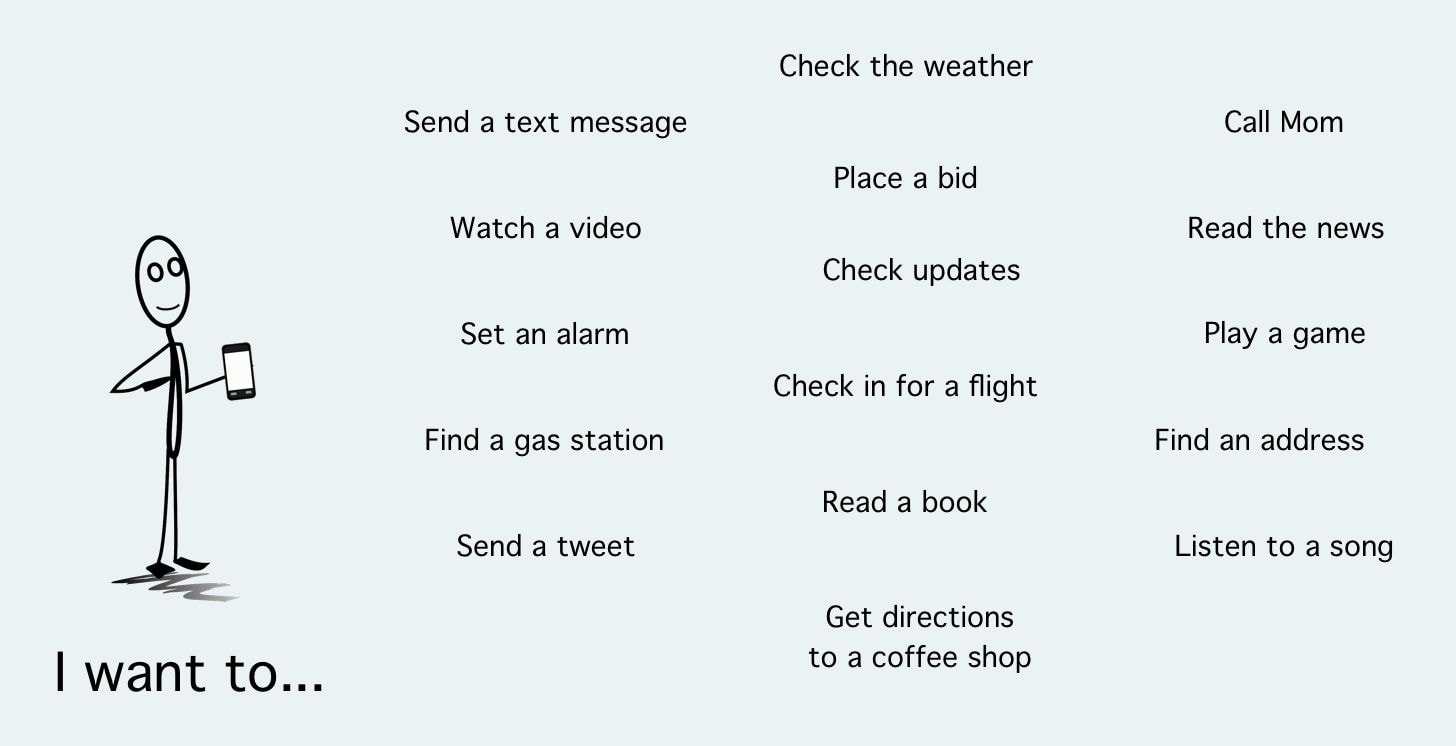 Check the weather
Send a text message
Call Mom
Place a bid
Watch a video
Read the news
Check updates
Set an alarm
Play a game
Check in for a flight
Find a gas station
Find an address
Read a book
Send a tweet
Listen to a song
Get directions
to a coffee shop
I want to...